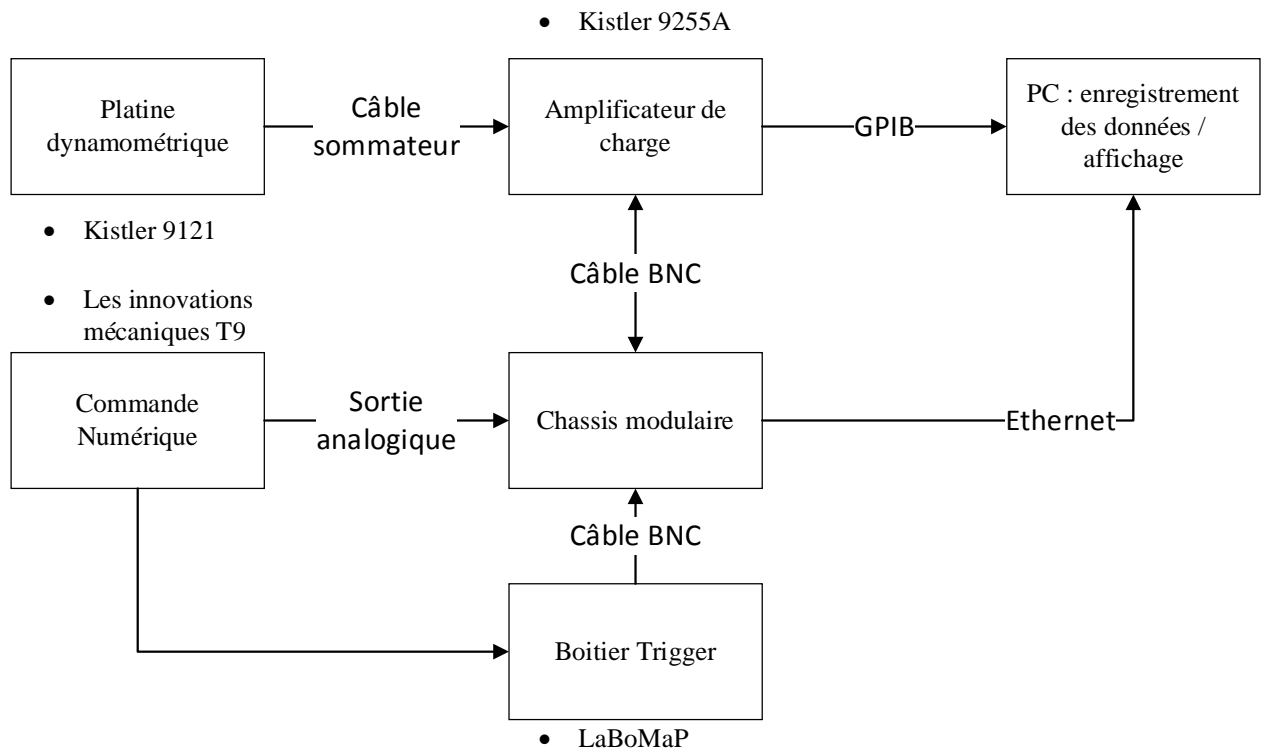 • Kistler 9255A
Platine
dynamométrique
Câble
sommateur
Amplificateur de
charge
GPIB
PC : enregistrement
des données /
affichage
• Kistler 9121
• Les innovations
mécaniques T9
Câble BNC
Commande
Numérique
Sortie
analogique
Chassis modulaire
Ethernet
Câble BNC
Boitier Trigger
• LaBoMaP